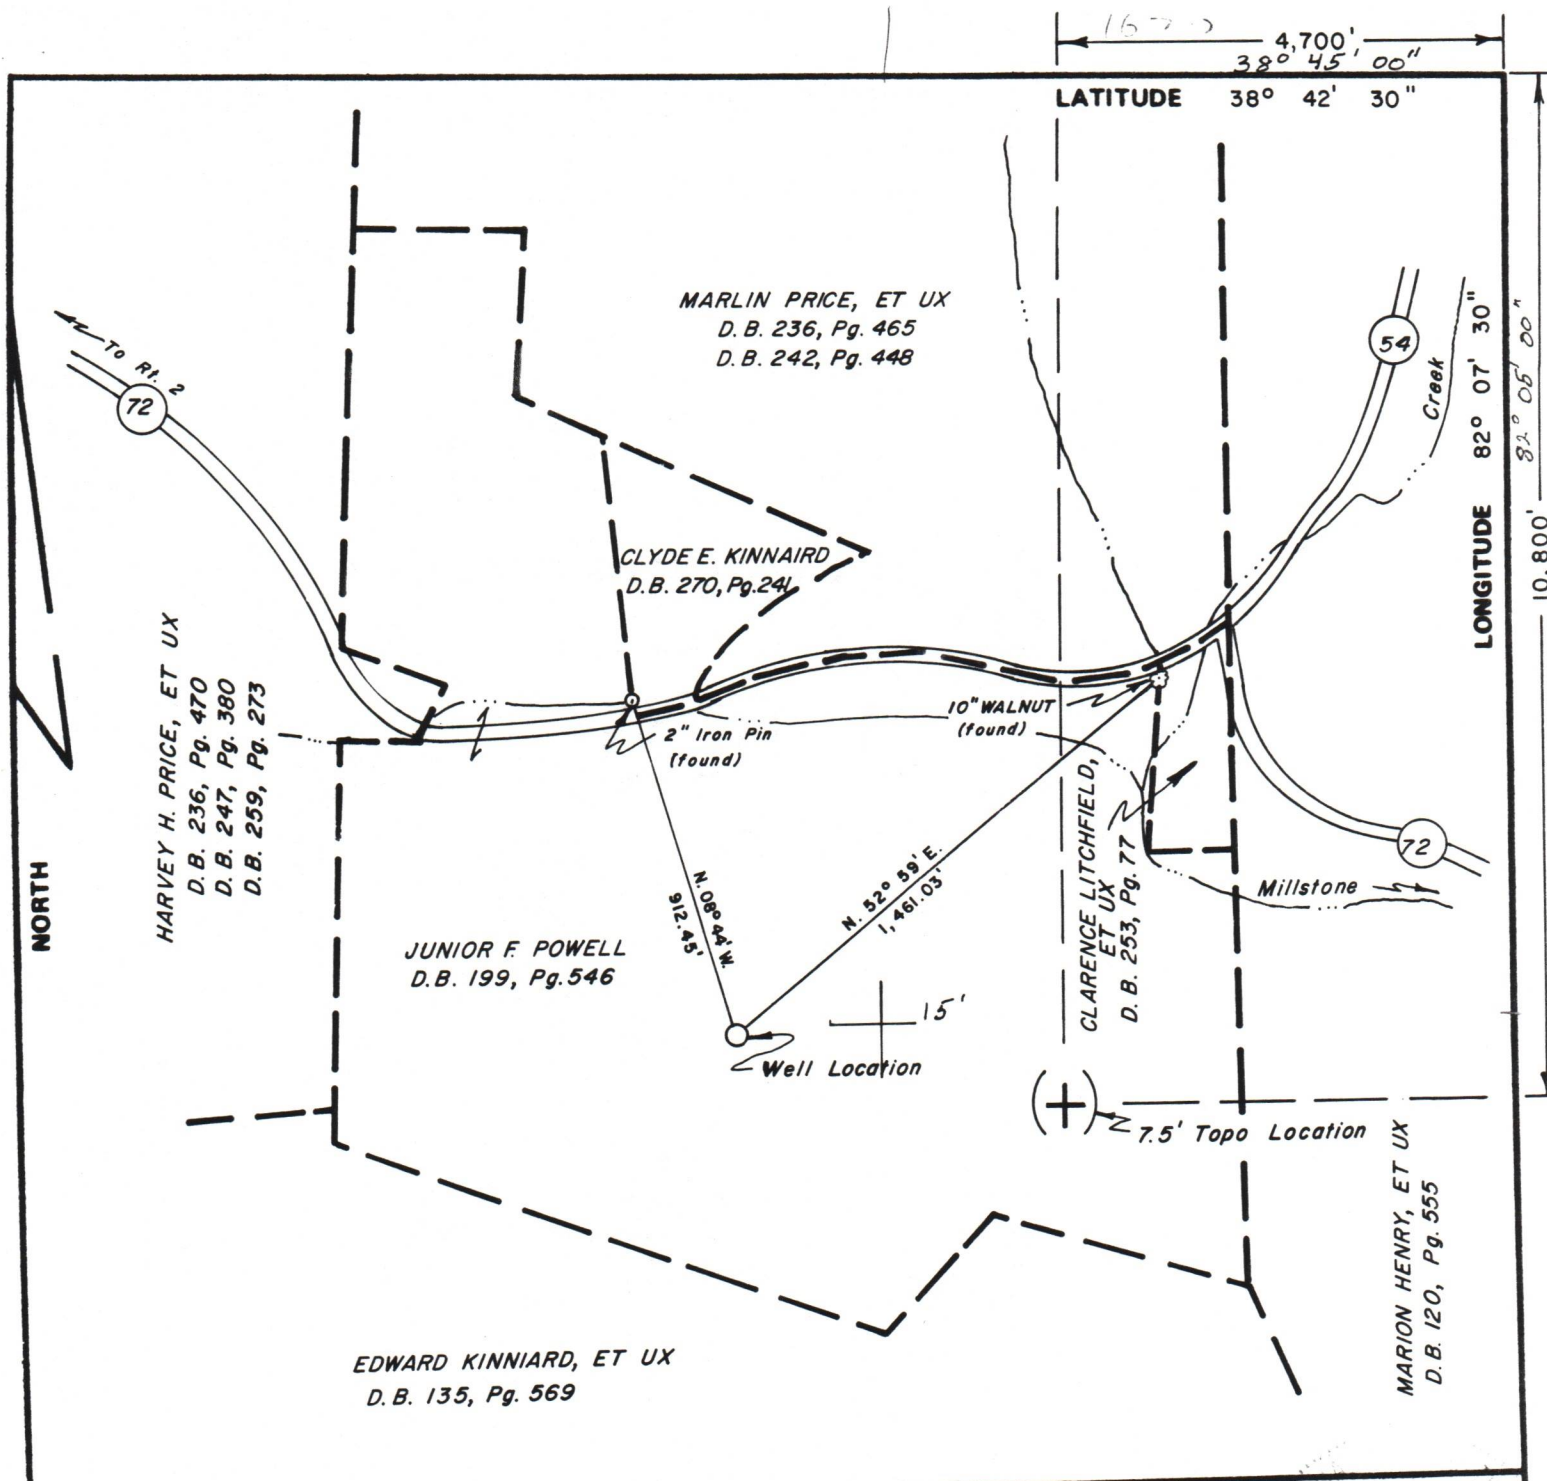 4,700'
38° 45' 00"
LATITUDE 38° 42' 30"
LONGITUDE 82° 07' 30"
82° 05' 00"
10,800'
MARLIN PRICE, ET UX
D.B. 236, Pg. 465
D.B. 242, Pg. 448
54
Creek
To Rt. 2
72
CLYDE E. KINNAIRD
D.B. 270, Pg. 241
HARVEY H. PRICE, ET UX
D.B. 236, Pg. 470
D.B. 247, Pg. 380
D.B. 259, Pg. 273
2" Iron Pin
(found)
10" WALNUT
(found)
CLARENCE LITCHFIELD,
ET UX
D.B. 253, Pg. 77
72
Millstone
NORTH
N. 08° 44' W.
912.45'
N. 52° 59' E.
1,461.03'
JUNIOR F. POWELL
D.B. 199, Pg. 546
15'
Well Location
7.5' Topo Location
MARION HENRY, ET UX
D.B. 120, Pg. 555
EDWARD KINNIARD, ET UX
D.B. 135, Pg. 569